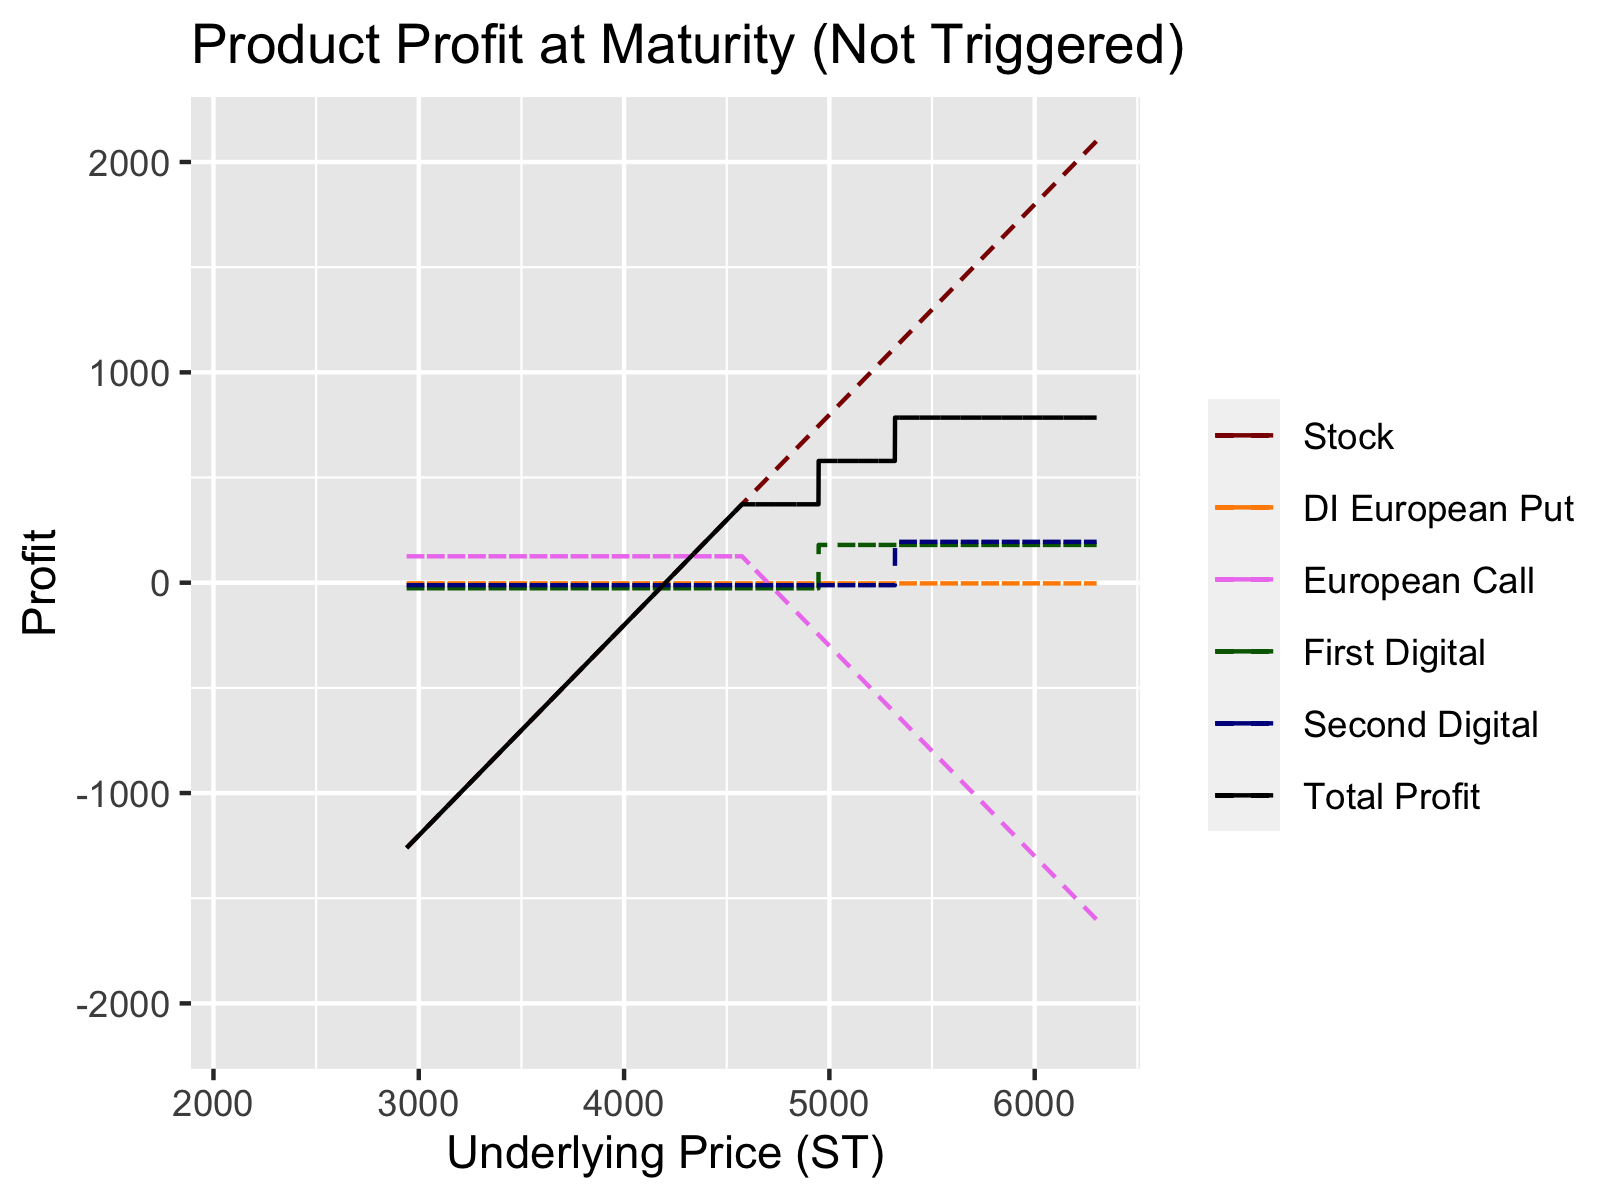 Product Profit at Maturity (Not Triggered)
2000
1000
0
-1000
-2000
Profit
2000 3000 4000 5000 6000
Underlying Price (ST)
Stock
DI European Put
European Call
First Digital
Second Digital
Total Profit